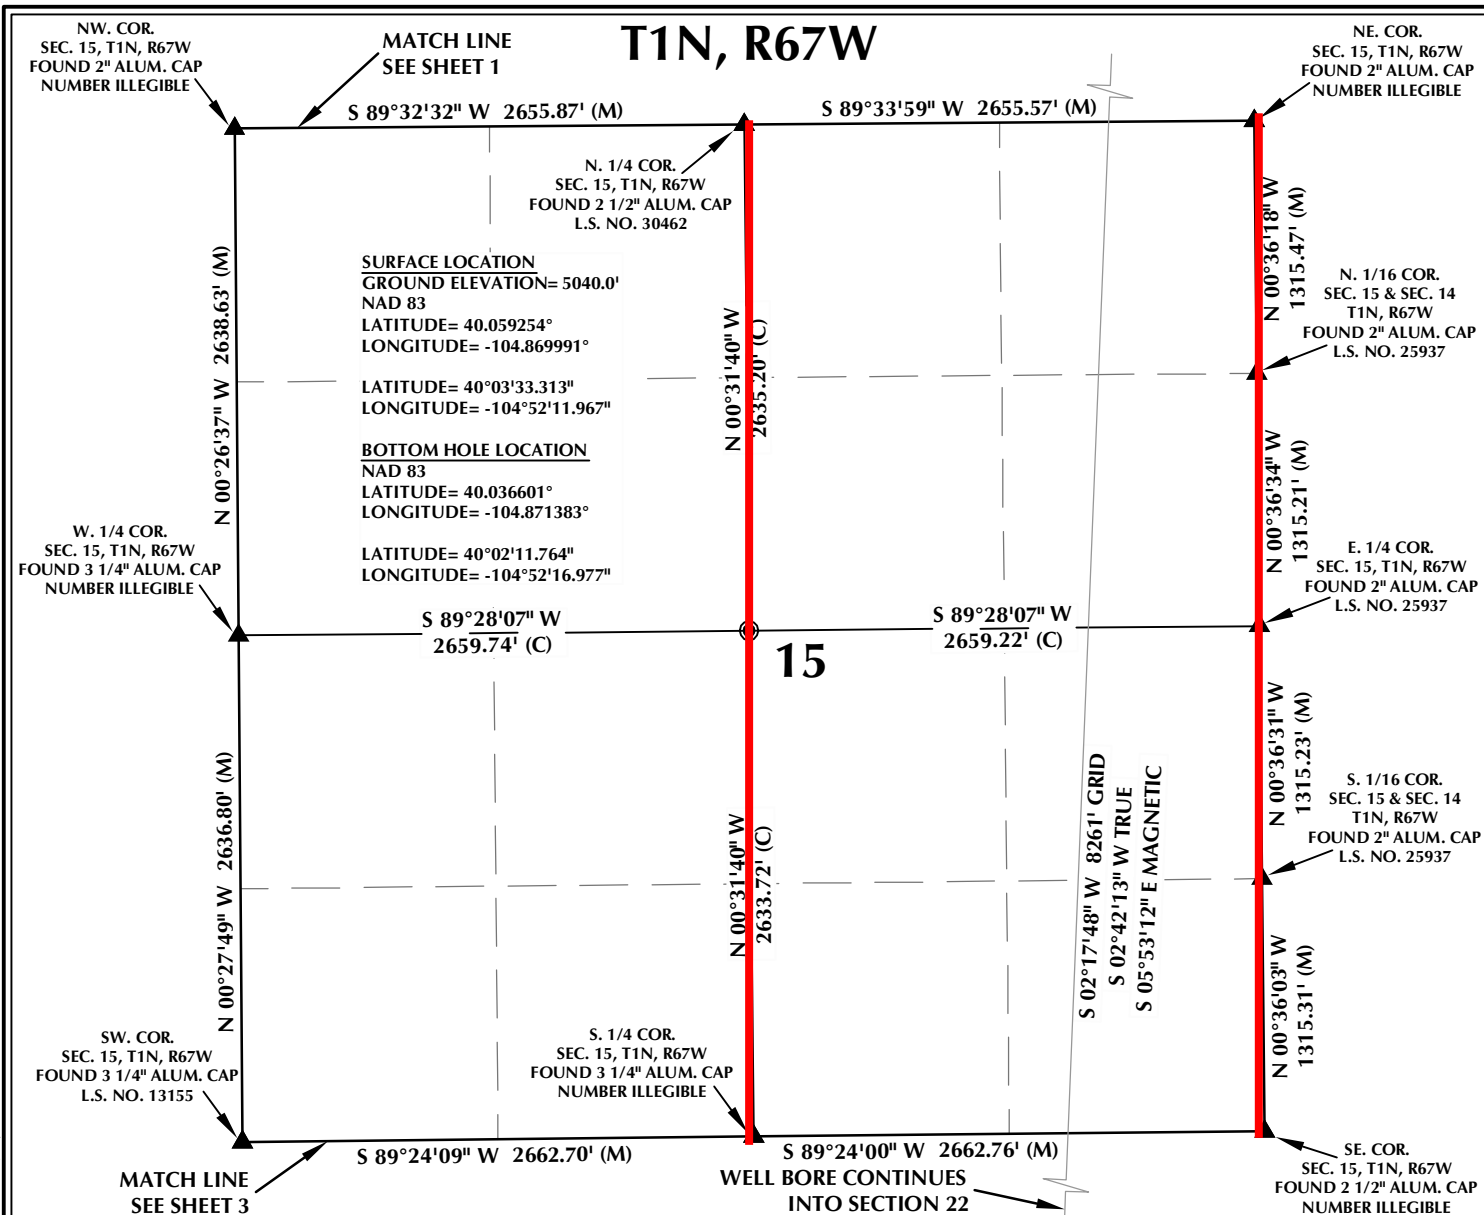 T1N, R67W
NW. COR.
SEC. 15, T1N, R67W
FOUND 2" ALUM. CAP
NUMBER ILLEGIBLE
MATCH LINE
SEE SHEET 1
NE. COR.
SEC. 15, T1N, R67W
FOUND 2" ALUM. CAP
NUMBER ILLEGIBLE
S 89°32'32" W 2655.87' (M)
S 89°33'59" W 2655.57' (M)
N. 1/4 COR.
SEC. 15, T1N, R67W
FOUND 2 1/2" ALUM. CAP
L.S. NO. 30462
N 00°36'18" W
1315.47' (M)
N. 1/16 COR.
SEC. 15 & SEC. 14
T1N, R67W
FOUND 2" ALUM. CAP
L.S. NO. 25937
N 00°26'37" W 2638.63' (M)
SURFACE LOCATION
GROUND ELEVATION= 5040.0'
NAD 83
LATITUDE= 40.059254°
LONGITUDE= -104.869991°
LATITUDE= 40°03'33.313"
LONGITUDE= -104°52'11.967"
BOTTOM HOLE LOCATION
NAD 83
LATITUDE= 40.036601°
LONGITUDE= -104.871383°
LATITUDE= 40°02'11.764"
LONGITUDE= -104°52'16.977"
N 00°31'40" W
2635.20' (C)
N 00°36'34" W
1315.21' (M)
W. 1/4 COR.
SEC. 15, T1N, R67W
FOUND 3 1/4" ALUM. CAP
NUMBER ILLEGIBLE
E. 1/4 COR.
SEC. 15, T1N, R67W
FOUND 2" ALUM. CAP
L.S. NO. 25937
S 89°28'07" W
2659.74' (C)
S 89°28'07" W
2659.22' (C)
15
N 00°36'31" W
1315.23' (M)
S. 1/16 COR.
SEC. 15 & SEC. 14
T1N, R67W
FOUND 2" ALUM. CAP
L.S. NO. 25937
N 00°27'49" W 2636.80' (M)
N 00°31'40" W
2633.72' (C)
S 02°17'48" W 8261' GRID
S 02°42'13" W TRUE
S 05°53'12" E MAGNETIC
N 00°36'03" W
1315.31' (M)
SW. COR.
SEC. 15, T1N, R67W
FOUND 3 1/4" ALUM. CAP
L.S. NO. 13155
S. 1/4 COR.
SEC. 15, T1N, R67W
FOUND 3 1/4" ALUM. CAP
NUMBER ILLEGIBLE
S 89°24'09" W 2662.70' (M)
S 89°24'00" W 2662.76' (M)
MATCH LINE
SEE SHEET 3
WELL BORE CONTINUES
INTO SECTION 22
SE. COR.
SEC. 15, T1N, R67W
FOUND 2 1/2" ALUM. CAP
NUMBER ILLEGIBLE